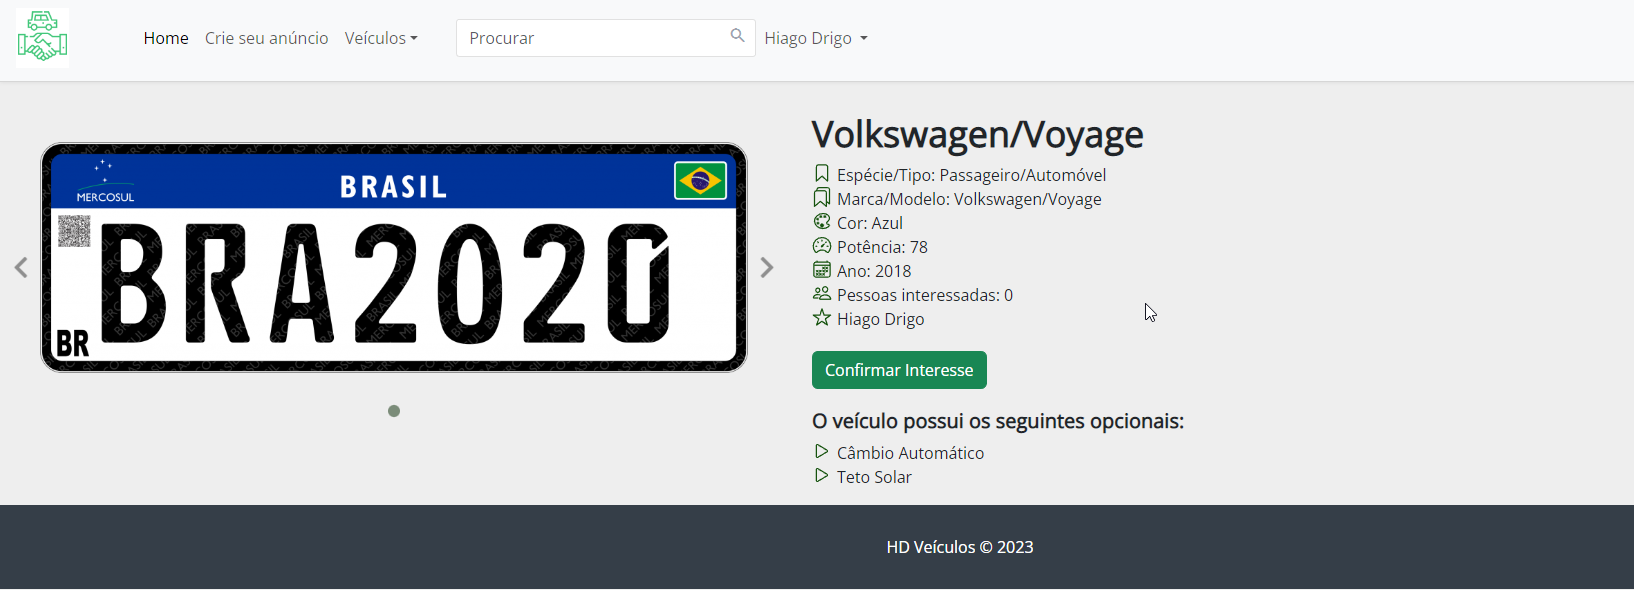 Home Crie seu anúncio Veículos Procurar Hiago Drigo
MERCOSUL
BRASIL
BRA2020
BR
Volkswagen/Voyage
Espécie/Tipo: Passageiro/Automóvel
Marca/Modelo: Volkswagen/Voyage
Cor: Azul
Potência: 78
Ano: 2018
Pessoas interessadas: 0
Hiago Drigo
Confirmar Interesse
O veículo possui os seguintes opcionais:
Câmbio Automático
Teto Solar
HD Veículos © 2023